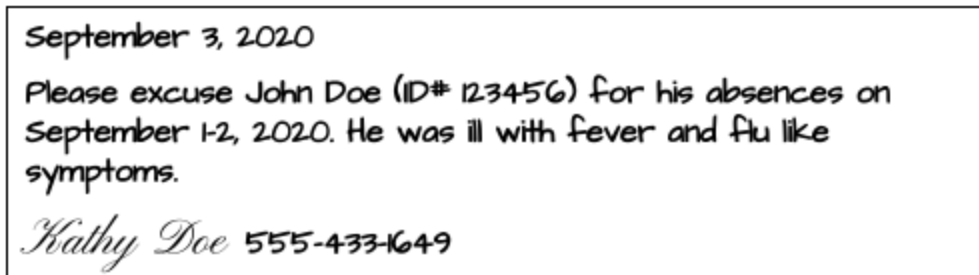 September 3, 2020
Please excuse John Doe (ID# 123456) for his absences on
September 1-2, 2020. He was ill with fever and flu like
symptoms.
Kathy Doe 555-433-1649